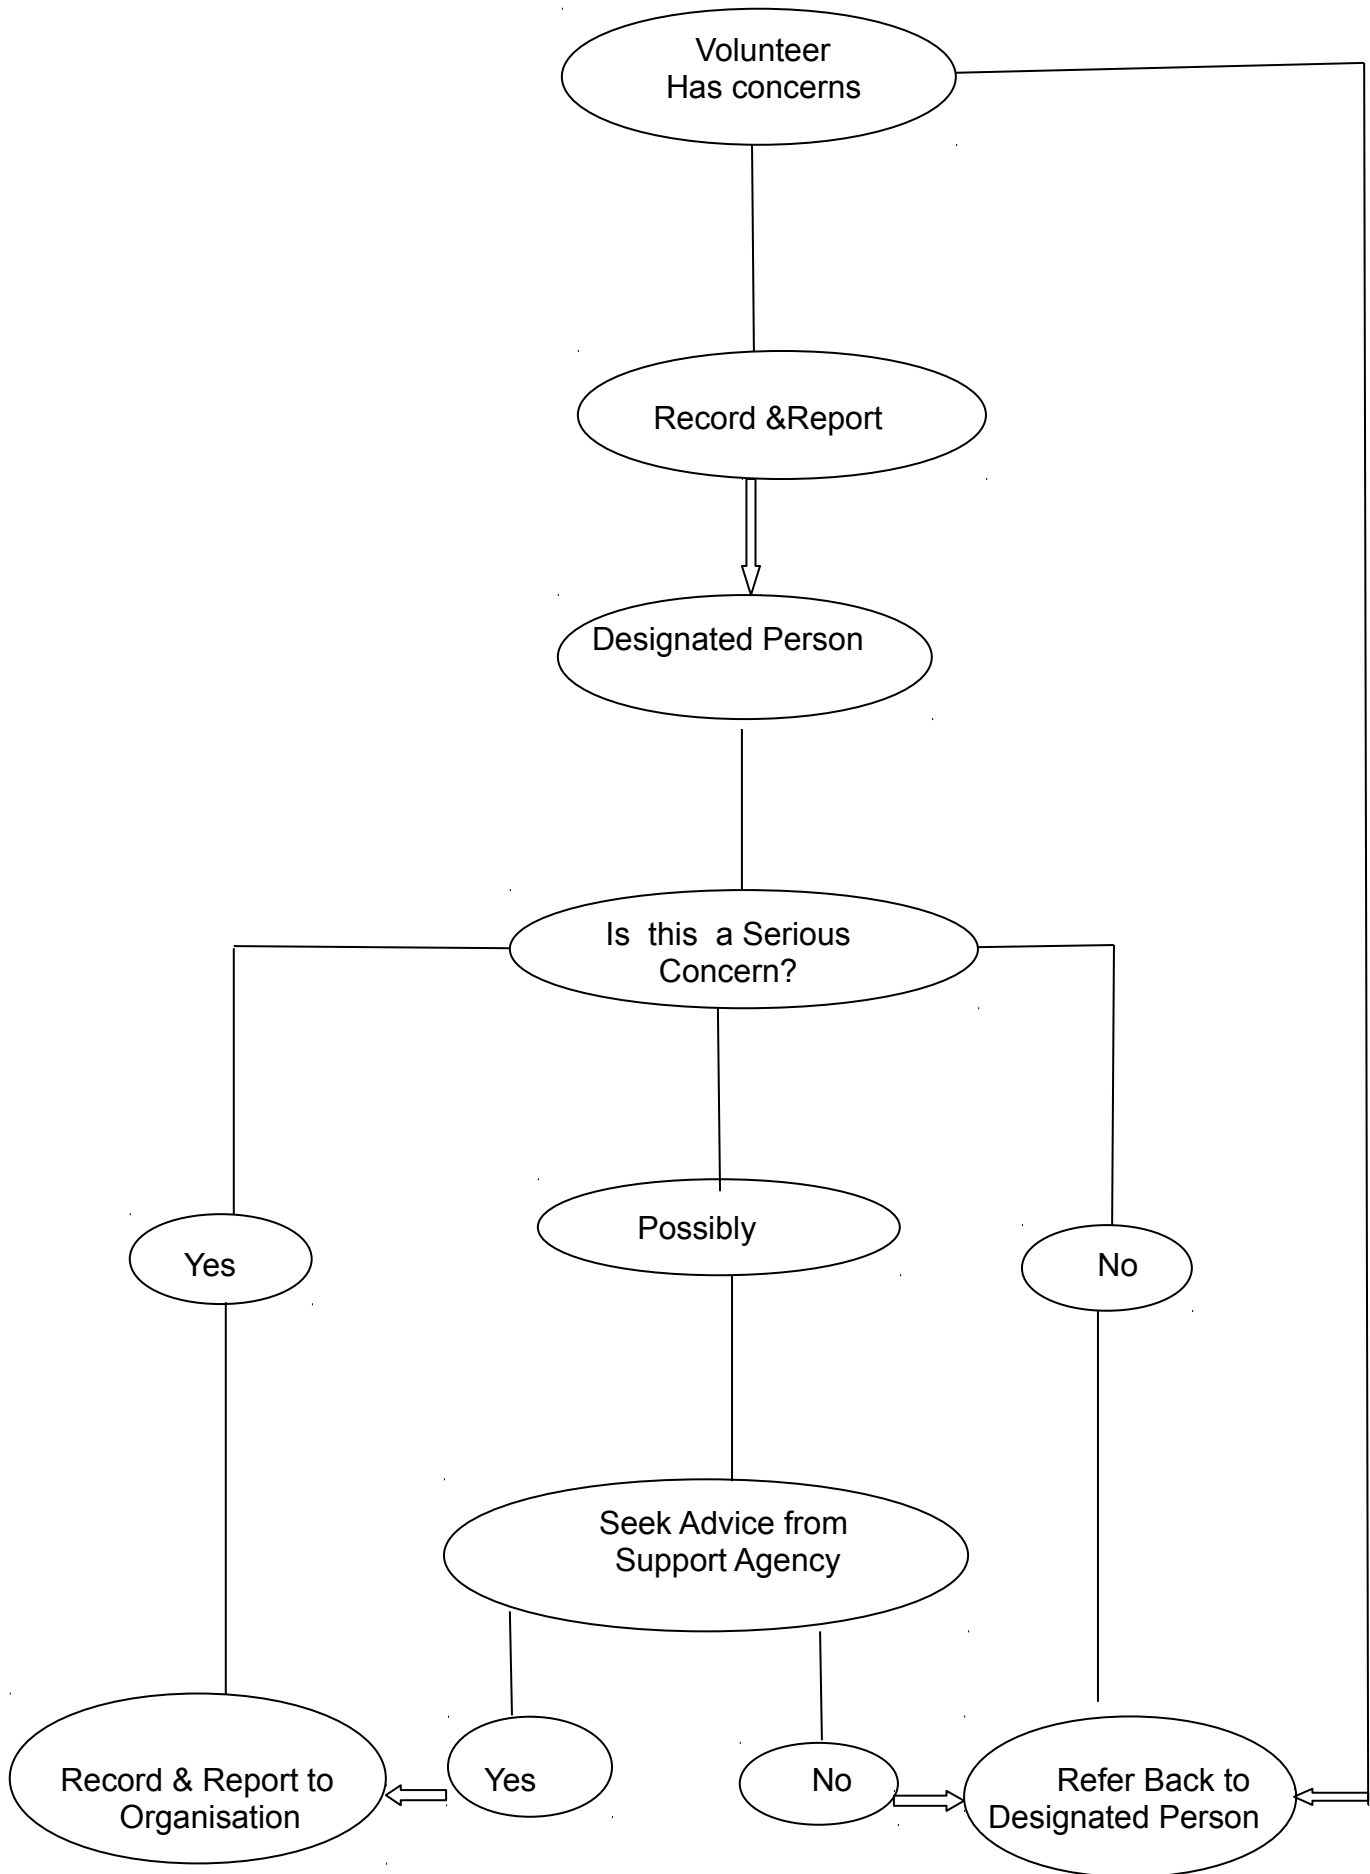 Volunteer
Has concerns
Record &Report
Designated Person
Is  this  a Serious
Concern?
Yes
Possibly
No
Seek Advice from
Support Agency
Record & Report to
Organisation
Yes
No
Refer Back to
Designated Person